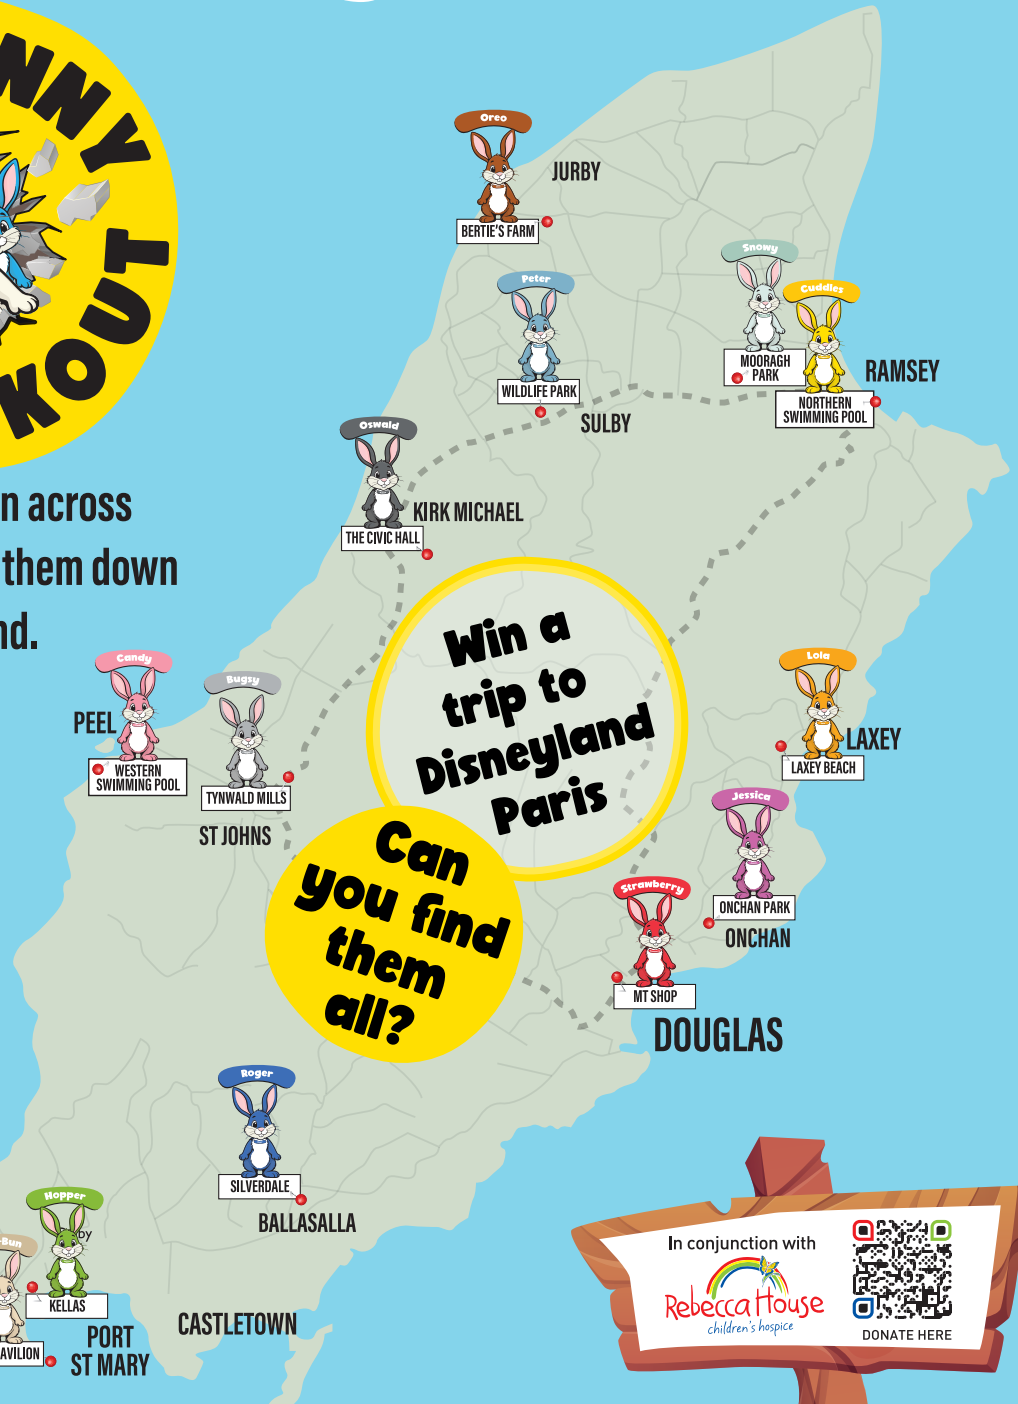 NNY
KOUT
n across
them down
nd.
Oreo
JURBY
BERTIE'S FARM
Snowy
Peter
Cuddles
MOORAGH
PARK
RAMSEY
WILDLIFE PARK
NORTHERN
SWIMMING POOL
SULBY
Oswald
KIRK MICHAEL
THE CIVIC HALL
Win a
trip to
Disneyland
Paris
Candy
Bugsy
Lola
PEEL
LAXEY
WESTERN
SWIMMING POOL
LAXEY BEACH
TYNWALD MILLS
ST JOHNS
Jessica
Can
you find
them
all?
Strawberry
ONCHAN PARK
ONCHAN
MT SHOP
DOUGLAS
Roger
SILVERDALE
BALLASALLA
Hopper
by
-Bun
KELLAS
AVILION
PORT
ST MARY
CASTLETOWN
In conjunction with
Rebecca House
children's hospice
DONATE HERE